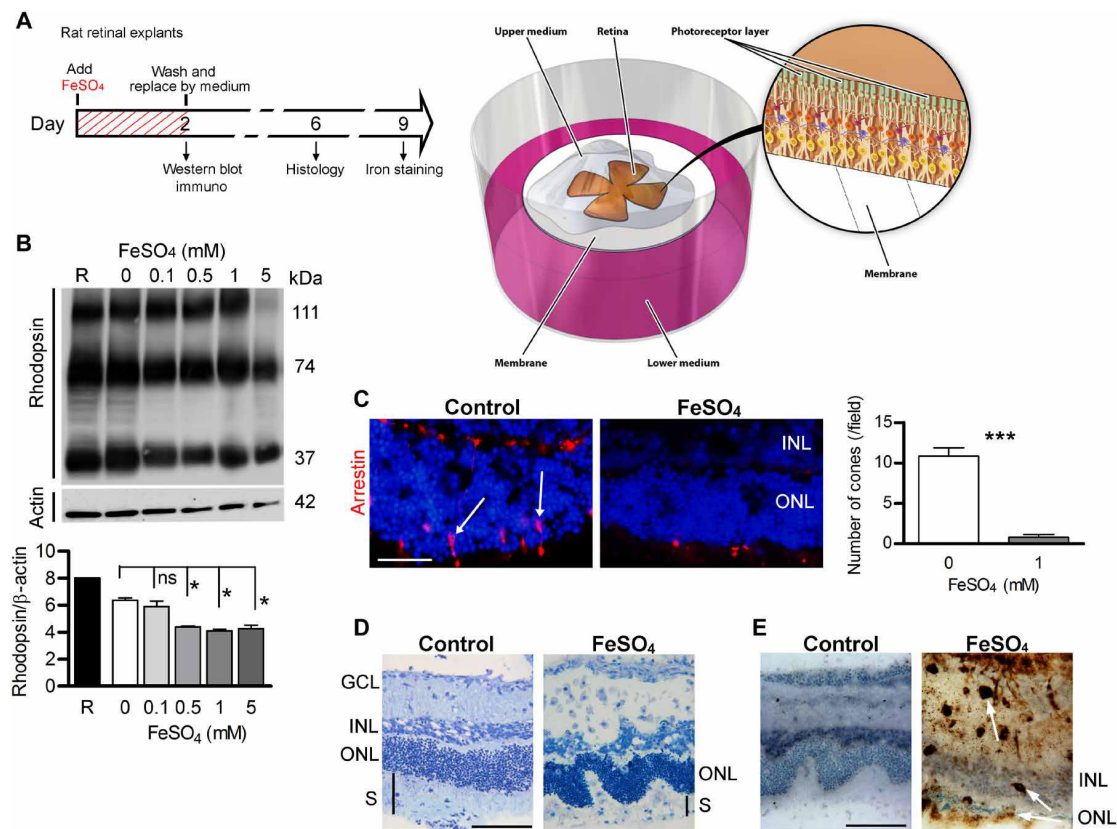 A
Rat retinal explants
Add
FeSO₄
Wash and
replace by medium
Day
2
6
9
Western blot
immuno
Histology
Iron staining
Upper medium
Retina
Photoreceptor layer
Membrane
Membrane
Lower medium
B
FeSO₄ (mM)
R 0 0.1 0.5 1 5 kDa
Rhodopsin
111
74
37
Actin
42
Rhodopsin/β-actin
8
6
4
2
0
ns
*
*
*
R 0 0.1 0.5 1 5
FeSO₄ (mM)
C
Control
FeSO₄
Arrestin
INL
ONL
Number of cones (/field)
15
10
5
0
***
0 1
FeSO₄ (mM)
D
Control
FeSO₄
GCL
INL
ONL
S
ONL
S
E
Control
FeSO₄
INL
ONL